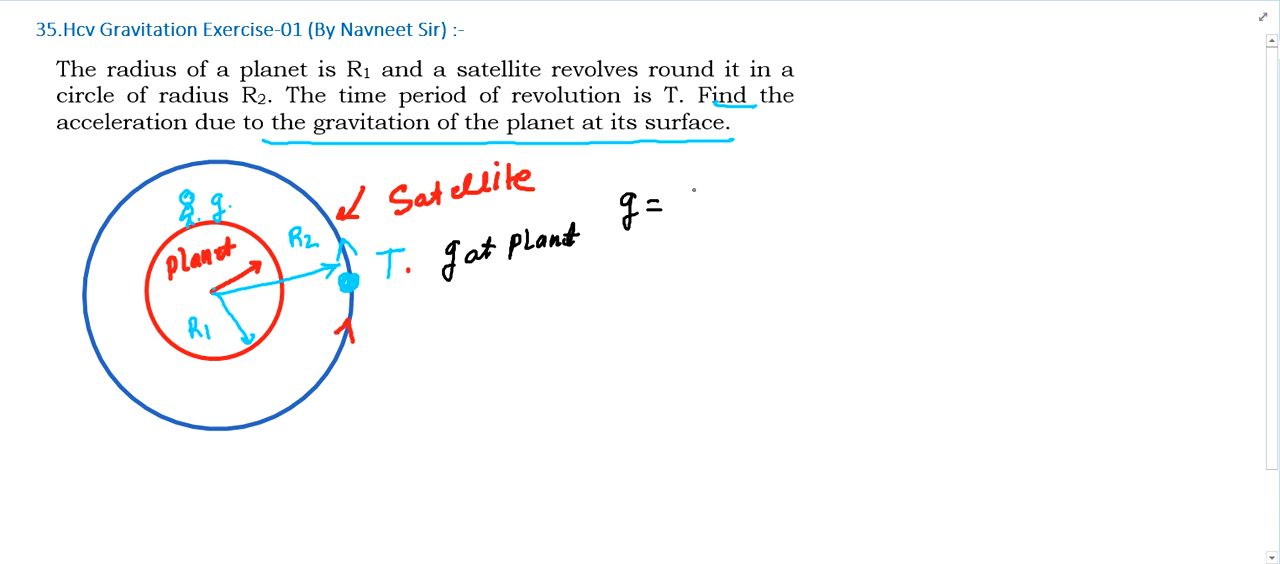 35.Hcv Gravitation Exercise-01 (By Navneet Sir) :-
The radius of a planet is R₁ and a satellite revolves round it in a
circle of radius R₂. The time period of revolution is T. Find the
acceleration due to the gravitation of the planet at its surface.
Satellite
g.
g =
R₂
planet
T.
g at plant
R₁